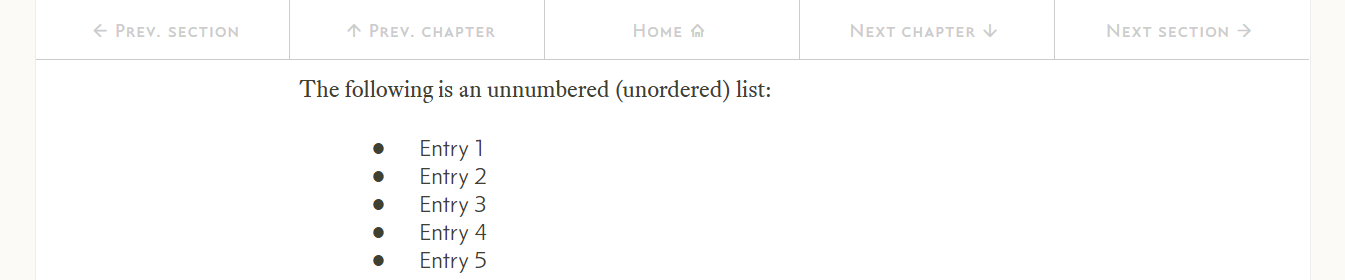 ← Prev. section
↑ Prev. chapter
Home
Next chapter ↓
Next section →
The following is an unnumbered (unordered) list:
● Entry 1
● Entry 2
● Entry 3
● Entry 4
● Entry 5